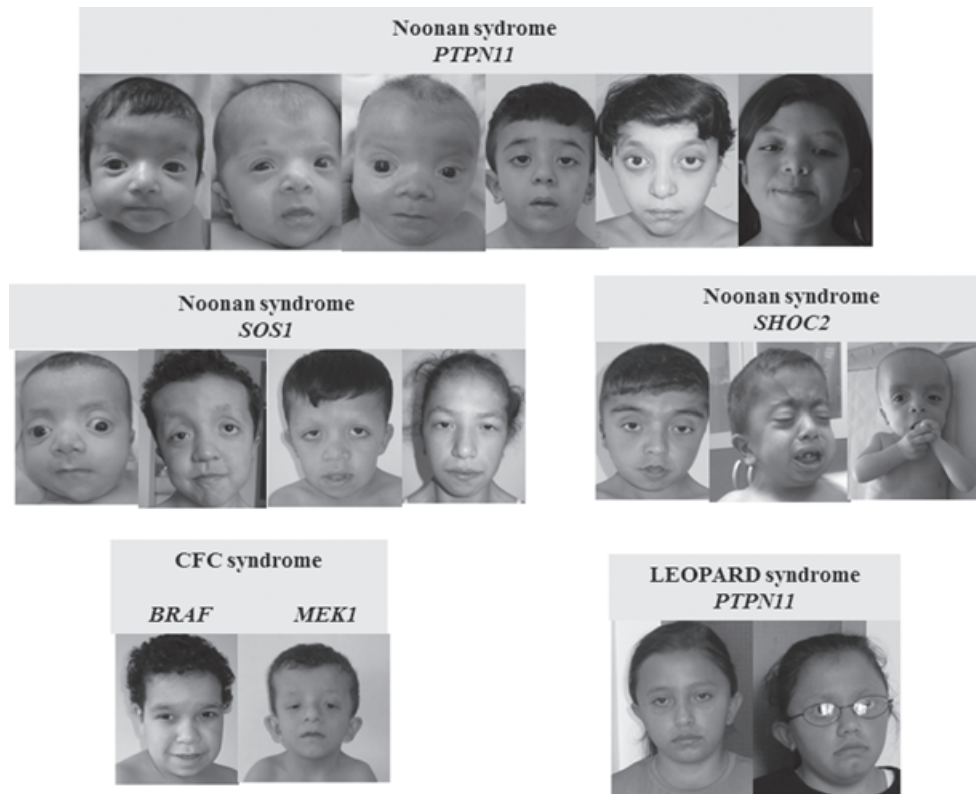 Noonan sydrome
PTPN11
Noonan syndrome
SOS1
Noonan syndrome
SHOC2
CFC syndrome
BRAF MEK1
LEOPARD syndrome
PTPN11